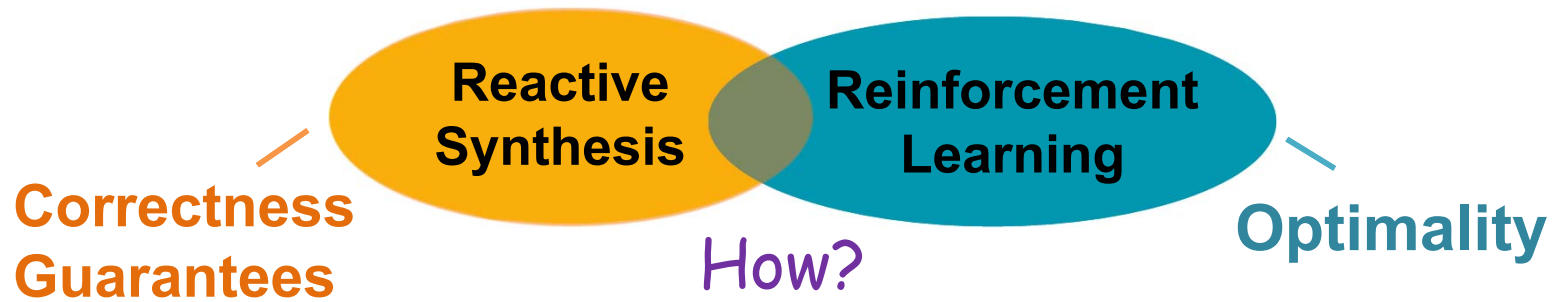 Reactive
Synthesis
Reinforcement
Learning
Correctness
Guarantees
Optimality
How?